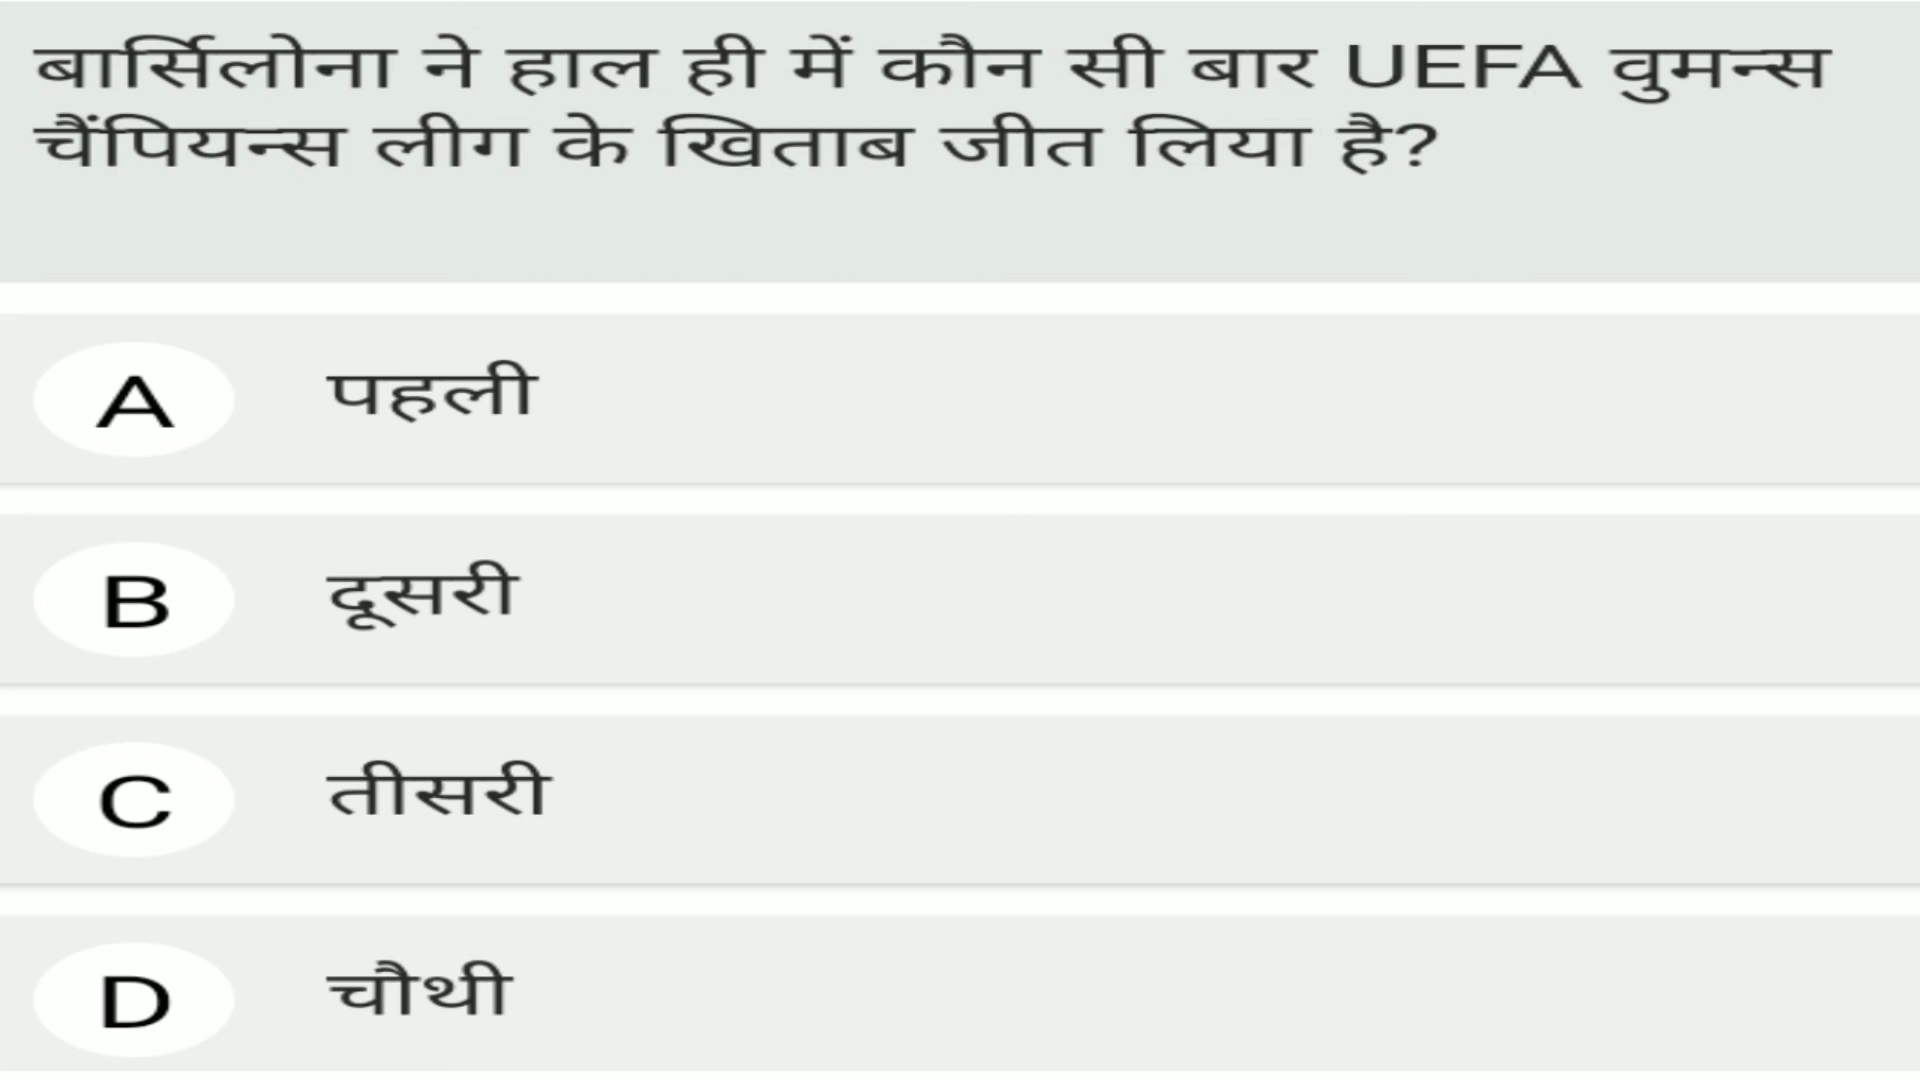 बार्सिलोना ने हाल ही में कौन सी बार UEFA वुमन्स
चैंपियन्स लीग के खिताब जीत लिया है?
A पहली
B दूसरी
C तीसरी
D चौथी